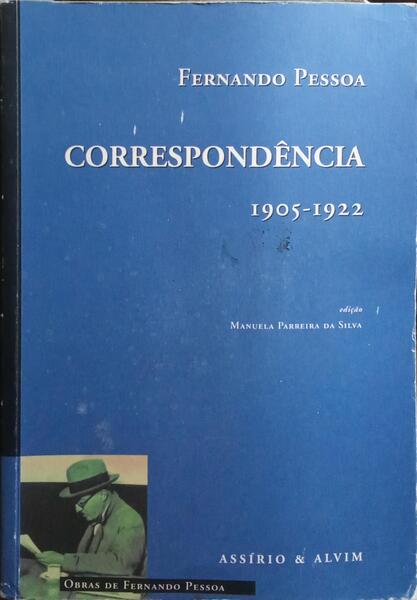 FERNANDO PESSOA
CORRESPONDÊNCIA
1905-1922
edição
MANUELA PARREIRA DA SILVA
ASSÍRIO & ALVIM
OBRAS DE FERNANDO PESSOA